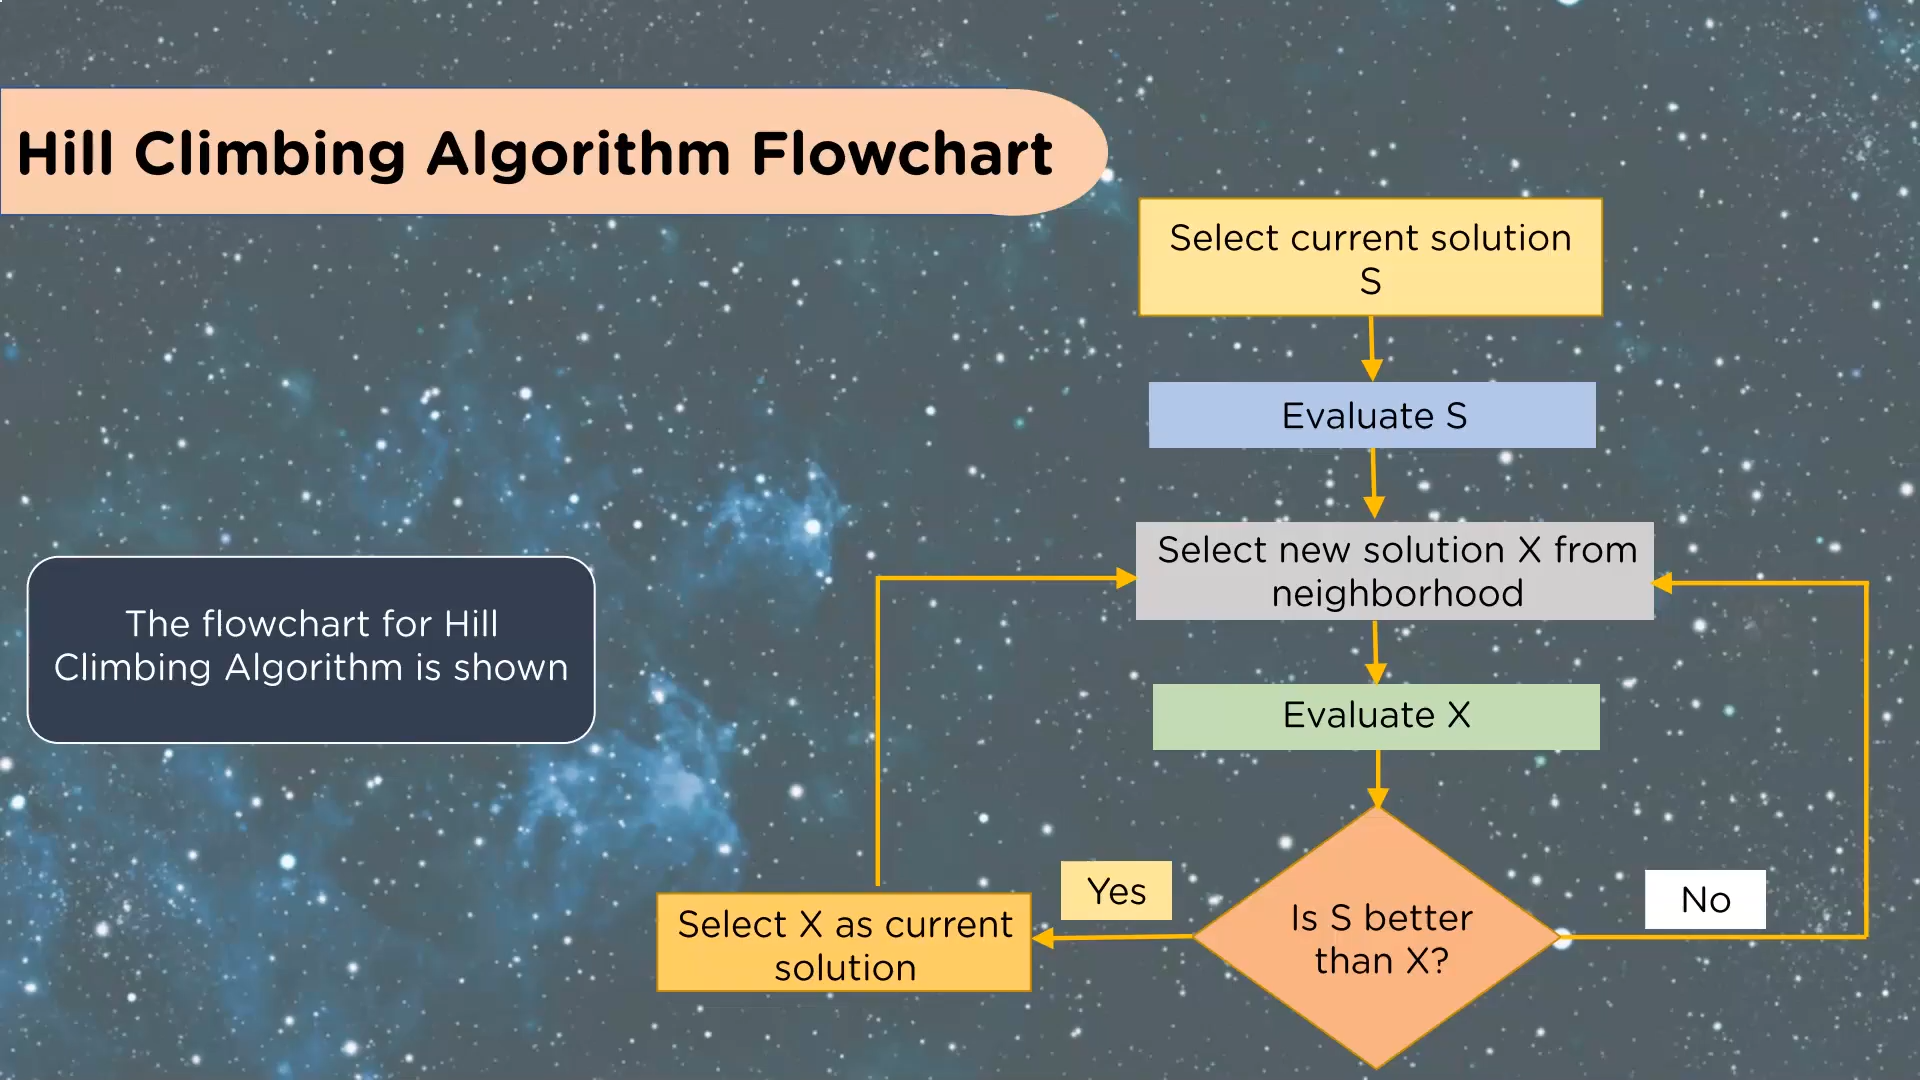 Hill Climbing Algorithm Flowchart
Select current solution
S
Evaluate S
Select new solution X from
neighborhood
The flowchart for Hill
Climbing Algorithm is shown
Evaluate X
Yes
No
Is S better
than X?
Select X as current
solution